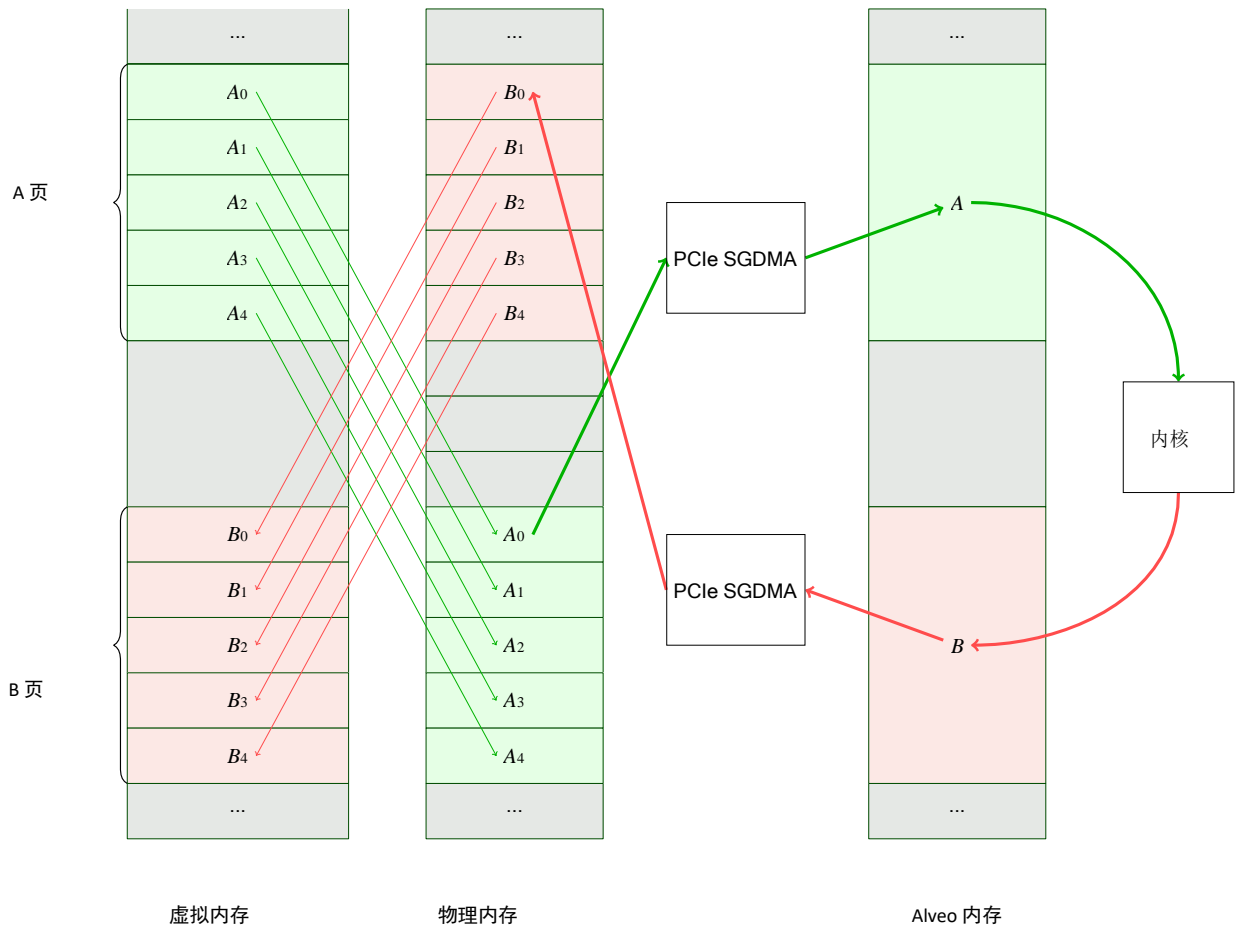 ...
...
...
A0
B0
A1
B1
A 页
A2
B2
A
PCIe SGDMA
A3
B3
A4
B4
内核
B0
A0
B1
A1
PCIe SGDMA
B2
A2
B
B 页
B3
A3
B4
A4
...
...
...
虚拟内存
物理内存
Alveo 内存